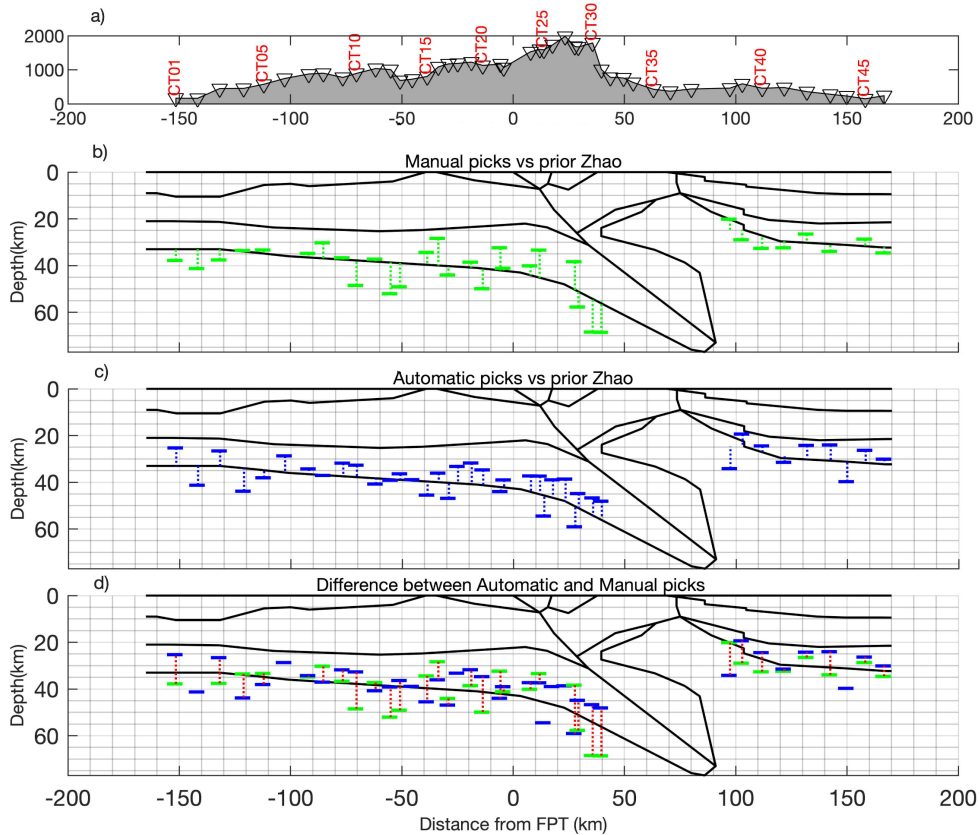 a)
2000
1000
0
CT01
CT05
CT10
CT15
CT20
CT25
CT30
CT35
CT40
CT45
-200 -150 -100 -50 0 50 100 150 200
b)
Manual picks vs prior Zhao
0
20
40
60
Depth(km)
c)
Automatic picks vs prior Zhao
0
20
40
60
Depth(km)
d)
Difference between Automatic and Manual picks
0
20
40
60
Depth(km)
-200 -150 -100 -50 0 50 100 150 200
Distance from FPT (km)